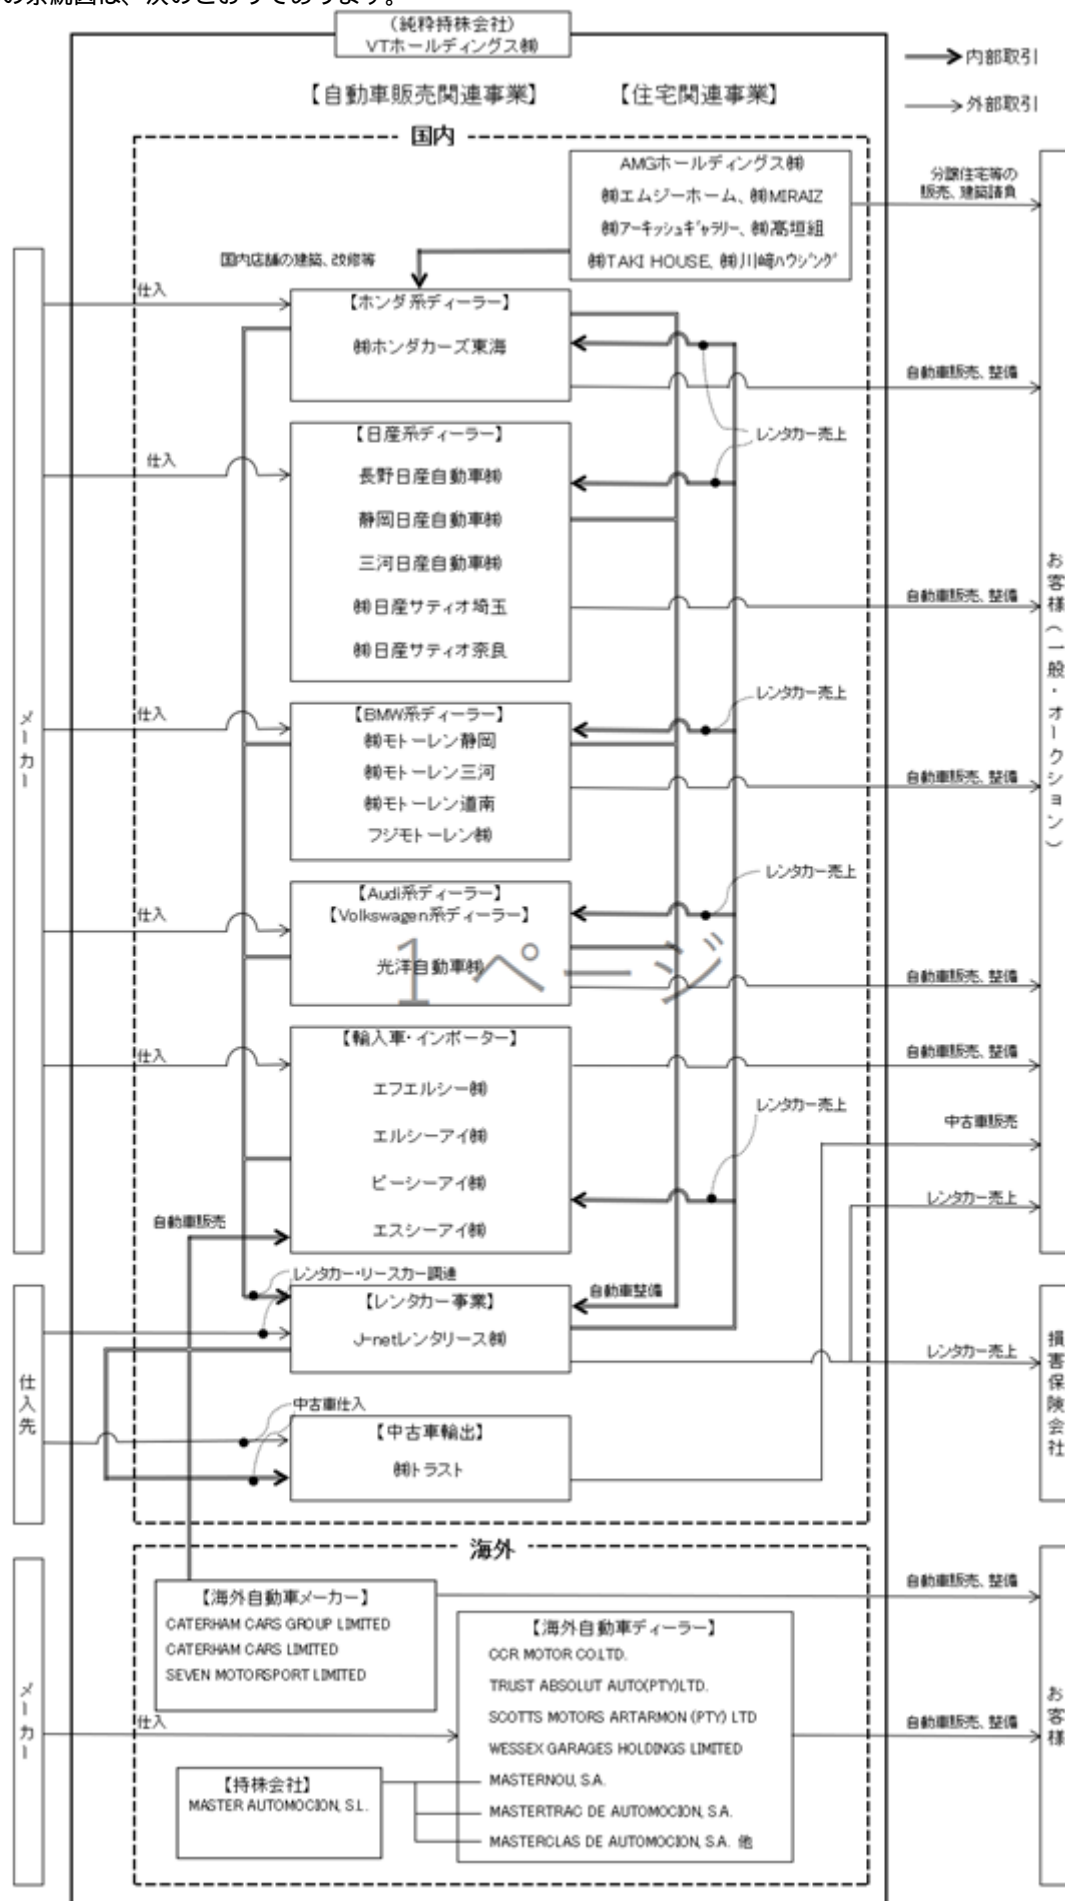 の系統図は、次のとおりであります。
(純粋持株会社)
VTホールディングス㈱
内部取引
外部取引
【自動車販売関連事業】
【住宅関連事業】
国内
AMGホールディングス㈱
㈱エムジーホーム、㈱MIRAIZ
㈱アーキッシュギャラリー、㈱髙垣組
㈱TAKI HOUSE、㈱川﨑ハウジング
分譲住宅等の
販売、建築請負
国内店舗の建築、改修等
メーカー
仕入
【ホンダ系ディーラー】
㈱ホンダカーズ東海
自動車販売、整備
レンタカー売上
仕入
【日産系ディーラー】
長野日産自動車㈱
静岡日産自動車㈱
三河日産自動車㈱
㈱日産サティオ埼玉
㈱日産サティオ奈良
自動車販売、整備
お客様(一般・オークション)
レンタカー売上
仕入
【BMW系ディーラー】
㈱モトーレン静岡
㈱モトーレン三河
㈱モトーレン道南
フジモトーレン㈱
自動車販売、整備
レンタカー売上
仕入
【Audi系ディーラー】
【Volkswagen系ディーラー】
光洋自動車㈱
1 ページ
自動車販売、整備
仕入
【輸入車・インポーター】
エフエルシー㈱
エルシーアイ㈱
ピーシーアイ㈱
エスシーアイ㈱
自動車販売、整備
レンタカー売上
中古車販売
レンタカー売上
自動車販売
レンタカー・リースカー調達
自動車整備
【レンタカー事業】
J-netレンタリース㈱
レンタカー売上
損害保険会社
仕入先
中古車仕入
【中古車輸出】
㈱トラスト
海外
【海外自動車メーカー】
CATERHAM CARS GROUP LIMITED
CATERHAM CARS LIMITED
SEVEN MOTORSPORT LIMITED
自動車販売、整備
メーカー
仕入
【海外自動車ディーラー】
CCR MOTOR CO.LTD.
TRUST ABSOLUT AUTO(PTY)LTD.
SCOTTS MOTORS ARTARMON (PTY) LTD
WESSEX GARAGES HOLDINGS LIMITED
MASTERNOU, S.A.
MASTERTRAC DE AUTOMOCION, S.A.
MASTERCLAS DE AUTOMOCION, S.A. 他
自動車販売、整備
お客様
【持株会社】
MASTER AUTOMOCION, S.L.